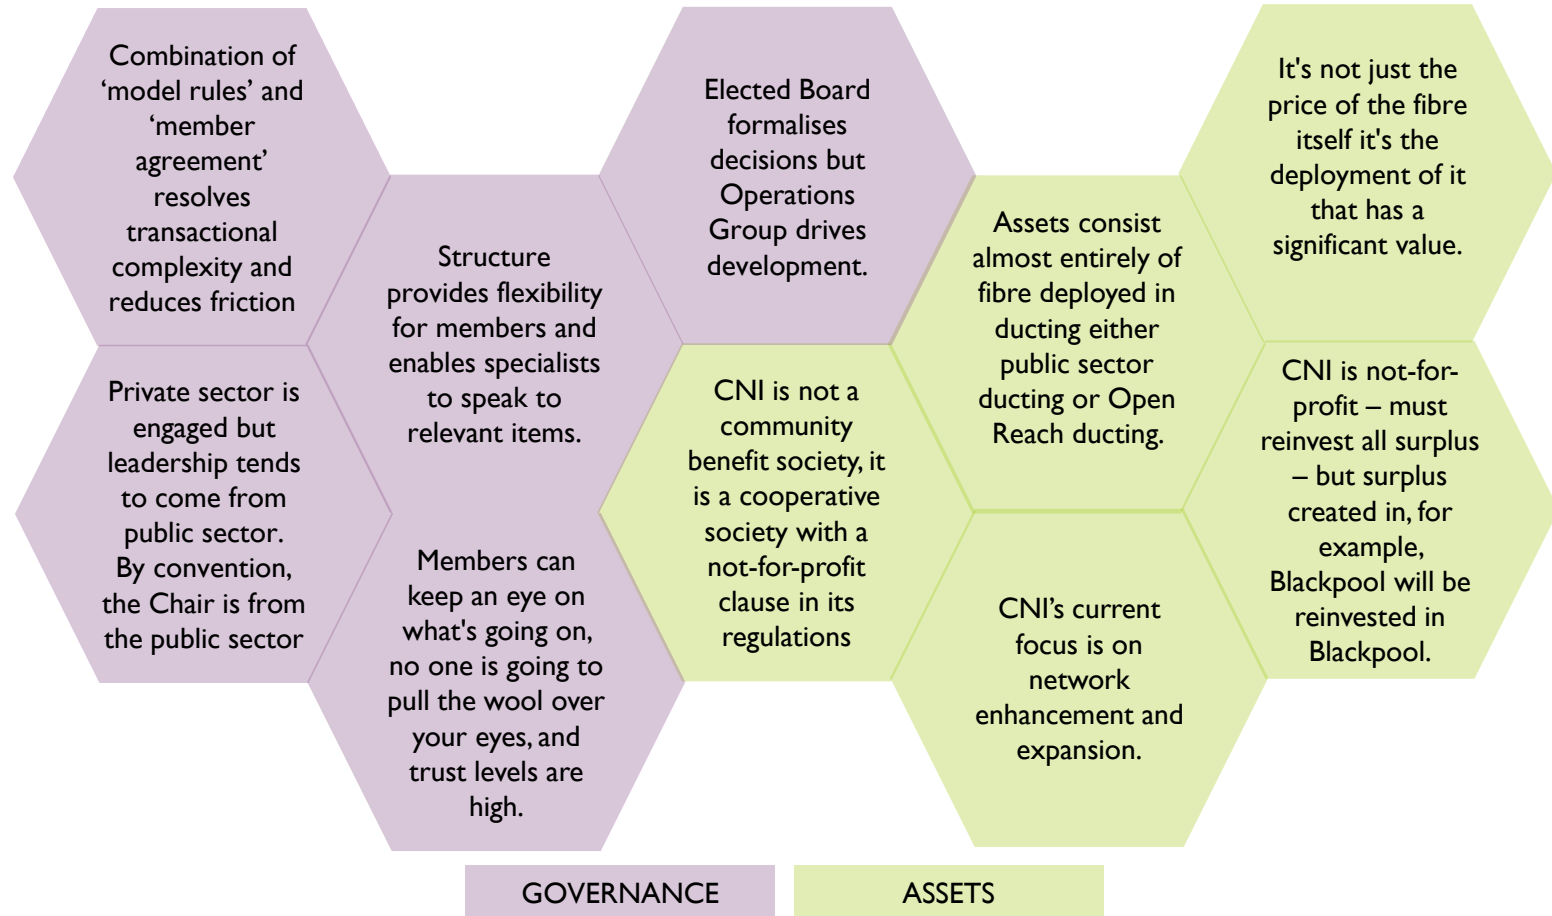 Combination of
‘model rules’ and
‘member
agreement’
resolves
transactional
complexity and
reduces friction
Private sector is
engaged but
leadership tends
to come from
public sector.
By convention,
the Chair is from
the public sector
Structure
provides flexibility
for members and
enables specialists
to speak to
relevant items.
Members can
keep an eye on
what's going on,
no one is going to
pull the wool over
your eyes, and
trust levels are
high.
Elected Board
formalises
decisions but
Operations
Group drives
development.
CNI is not a
community
benefit society, it
is a cooperative
society with a
not-for-profit
clause in its
regulations
Assets consist
almost entirely of
fibre deployed in
ducting either
public sector
ducting or Open
Reach ducting.
CNI’s current
focus is on
network
enhancement and
expansion.
It's not just the
price of the fibre
itself it's the
deployment of it
that has a
significant value.
CNI is not-for-
profit – must
reinvest all surplus
– but surplus
created in, for
example,
Blackpool will be
reinvested in
Blackpool.
GOVERNANCE
ASSETS